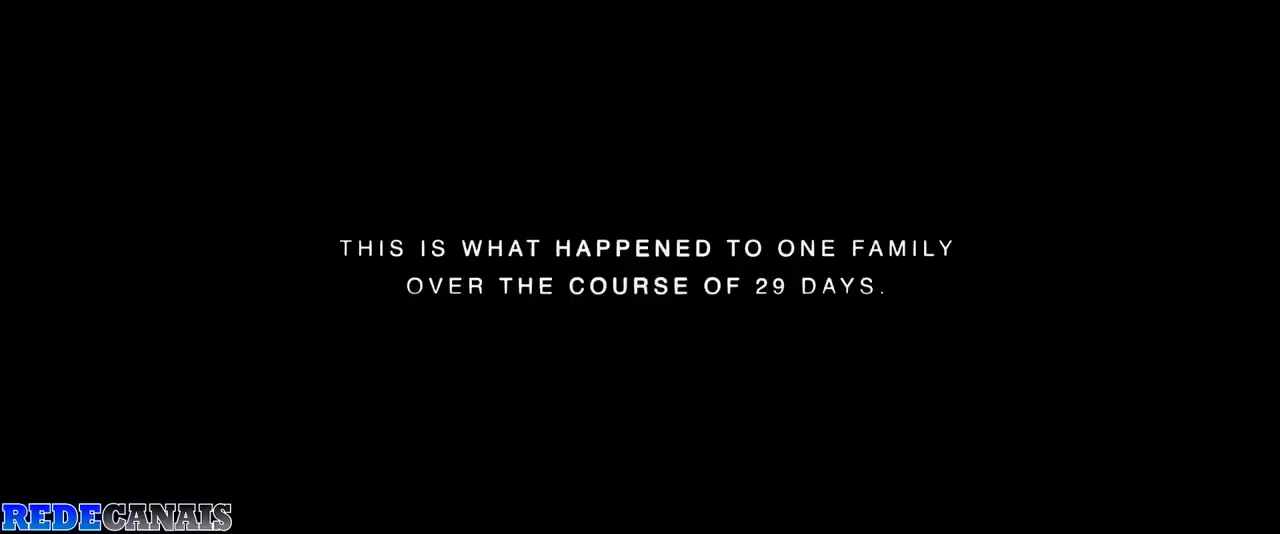 THIS IS WHAT HAPPENED TO ONE FAMILY
OVER THE COURSE OF 29 DAYS.
REDECANAIS